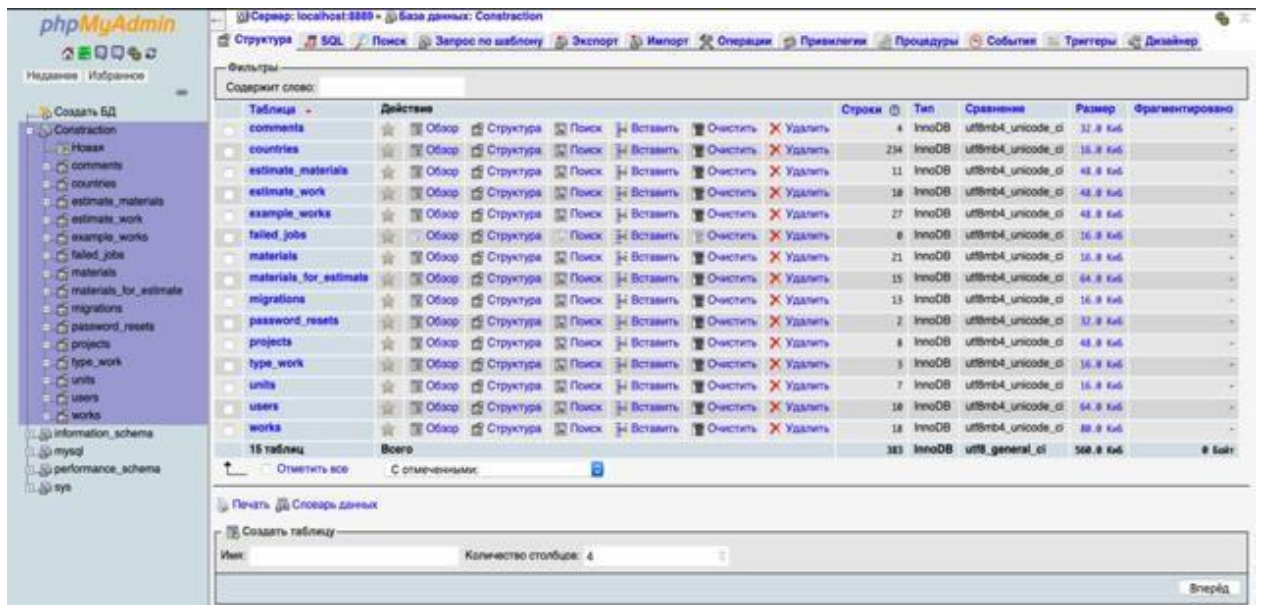 phpMyAdmin
Недавнее Избранное
Создать БД
Constraction
Новая
comments
countries
estimate_materials
estimate_work
example_works
failed_jobs
materials
materials_for_estimate
migrations
password_resets
projects
type_work
units
users
works
information_schema
mysql
performance_schema
sys
Сервер: localhost:8889 » База данных: Constraction
Структура SQL Поиск Запрос по шаблону Экспорт Импорт Операции Привилегии Процедуры События Триггеры Дизайнер
Фильтры
Содержит слово:
Таблица Действие Строки Тип Сравнение Размер Фрагментировано
comments Обзор Структура Поиск Вставить Очистить Удалить 4 InnoDB utf8mb4_unicode_ci 32.0 КиБ -
countries Обзор Структура Поиск Вставить Очистить Удалить 234 InnoDB utf8mb4_unicode_ci 16.0 КиБ -
estimate_materials Обзор Структура Поиск Вставить Очистить Удалить 11 InnoDB utf8mb4_unicode_ci 48.0 КиБ -
estimate_work Обзор Структура Поиск Вставить Очистить Удалить 10 InnoDB utf8mb4_unicode_ci 48.0 КиБ -
example_works Обзор Структура Поиск Вставить Очистить Удалить 27 InnoDB utf8mb4_unicode_ci 48.0 КиБ -
failed_jobs Обзор Структура Поиск Вставить Очистить Удалить 0 InnoDB utf8mb4_unicode_ci 16.0 КиБ -
materials Обзор Структура Поиск Вставить Очистить Удалить 21 InnoDB utf8mb4_unicode_ci 16.0 КиБ -
materials_for_estimate Обзор Структура Поиск Вставить Очистить Удалить 15 InnoDB utf8mb4_unicode_ci 64.0 КиБ -
migrations Обзор Структура Поиск Вставить Очистить Удалить 13 InnoDB utf8mb4_unicode_ci 16.0 КиБ -
password_resets Обзор Структура Поиск Вставить Очистить Удалить 2 InnoDB utf8mb4_unicode_ci 32.0 КиБ -
projects Обзор Структура Поиск Вставить Очистить Удалить 8 InnoDB utf8mb4_unicode_ci 48.0 КиБ -
type_work Обзор Структура Поиск Вставить Очистить Удалить 3 InnoDB utf8mb4_unicode_ci 16.0 КиБ -
units Обзор Структура Поиск Вставить Очистить Удалить 7 InnoDB utf8mb4_unicode_ci 16.0 КиБ -
users Обзор Структура Поиск Вставить Очистить Удалить 10 InnoDB utf8mb4_unicode_ci 64.0 КиБ -
works Обзор Структура Поиск Вставить Очистить Удалить 18 InnoDB utf8mb4_unicode_ci 80.0 КиБ -
15 таблиц Всего 383 InnoDB utf8_general_ci 560.0 КиБ 0 Байт
Отметить все С отмеченными:
Печать Словарь данных
Создать таблицу
Имя: Количество столбцов: 4
Вперёд